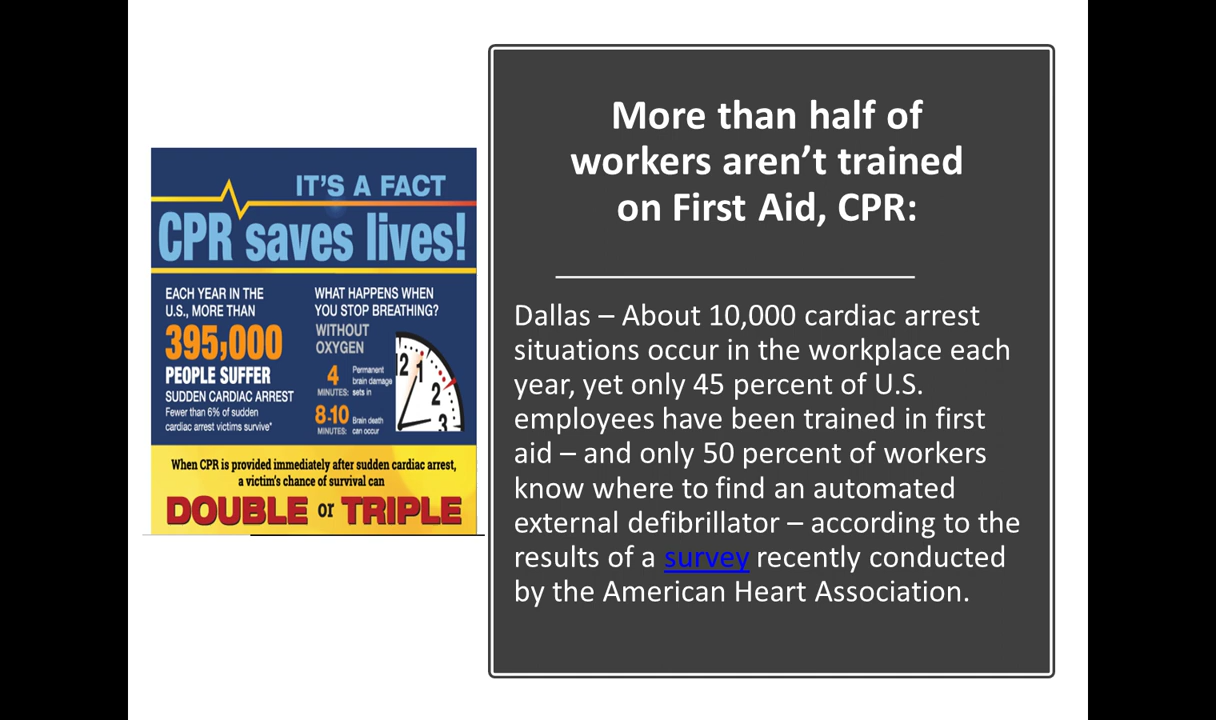 IT'S A FACT
CPR saves lives!
EACH YEAR IN THE
U.S., MORE THAN
395,000
PEOPLE SUFFER
SUDDEN CARDIAC ARREST
Fewer than 6% of sudden
cardiac arrest victims survive*
WHAT HAPPENS WHEN
YOU STOP BREATHING?
WITHOUT
OXYGEN
4 MINUTES:
Permanent
brain damage
sets in
8-10 MINUTES:
Brain death
can occur
12 1
2
3
When CPR is provided immediately after sudden cardiac arrest,
a victim's chance of survival can
DOUBLE or TRIPLE
More than half of
workers aren’t trained
on First Aid, CPR:
Dallas – About 10,000 cardiac arrest
situations occur in the workplace each
year, yet only 45 percent of U.S.
employees have been trained in first
aid – and only 50 percent of workers
know where to find an automated
external defibrillator – according to the
results of a survey recently conducted
by the American Heart Association.